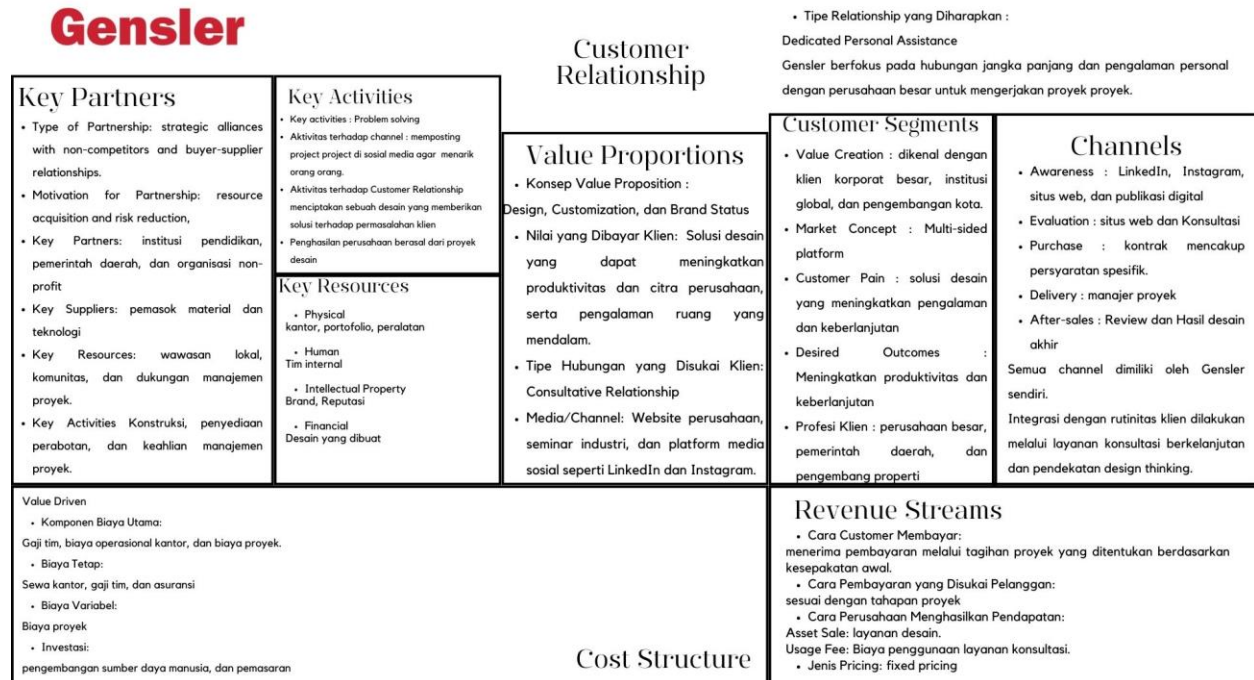 Gensler
Customer
Relationship
• Tipe Relationship yang Diharapkan :
Dedicated Personal Assistance
Gensler berfokus pada hubungan jangka panjang dan pengalaman personal
dengan perusahaan besar untuk mengerjakan proyek proyek.
Key Partners
• Type of Partnership: strategic alliances
with non-competitors and buyer-supplier
relationships.
• Motivation for Partnership: resource
acquisition and risk reduction,
• Key Partners: institusi pendidikan,
pemerintah daerah, dan organisasi non-
profit
• Key Suppliers: pemasok material dan
teknologi
• Key Resources: wawasan lokal,
komunitas, dan dukungan manajemen
proyek.
• Key Activities Konstruksi, penyediaan
perabotan, dan keahlian manajemen
proyek.
Key Activities
• Key activities : Problem solving
• Aktivitas terhadap channel : memposting
project project di sosial media agar menarik
orang orang.
• Aktivitas terhadap Customer Relationship
menciptakan sebuah desain yang memberikan
solusi terhadap permasalahan klien
• Penghasilan perusahaan berasal dari proyek
desain
Key Resources
• Physical
kantor, portofolio, peralatan
• Human
Tim internal
• Intellectual Property
Brand, Reputasi
• Financial
Desain yang dibuat
Value Proportions
• Konsep Value Proposition :
Design, Customization, dan Brand Status
• Nilai yang Dibayar Klien: Solusi desain
yang dapat meningkatkan
produktivitas dan citra perusahaan,
serta pengalaman ruang yang
mendalam.
• Tipe Hubungan yang Disukai Klien:
Consultative Relationship
• Media/Channel: Website perusahaan,
seminar industri, dan platform media
sosial seperti LinkedIn dan Instagram.
Customer Segments
• Value Creation : dikenal dengan
klien korporat besar, institusi
global, dan pengembangan kota.
• Market Concept : Multi-sided
platform
• Customer Pain : solusi desain
yang meningkatkan pengalaman
dan keberlanjutan
• Desired Outcomes :
Meningkatkan produktivitas dan
keberlanjutan
• Profesi Klien : perusahaan besar,
pemerintah daerah, dan
pengembang properti
Channels
• Awareness : LinkedIn, Instagram,
situs web, dan publikasi digital
• Evaluation : situs web dan Konsultasi
• Purchase : kontrak mencakup
persyaratan spesifik.
• Delivery : manajer proyek
• After-sales : Review dan Hasil desain
akhir
Semua channel dimiliki oleh Gensler
sendiri.
Integrasi dengan rutinitas klien dilakukan
melalui layanan konsultasi berkelanjutan
dan pendekatan design thinking.
Value Driven
• Komponen Biaya Utama:
Gaji tim, biaya operasional kantor, dan biaya proyek.
• Biaya Tetap:
Sewa kantor, gaji tim, dan asuransi
• Biaya Variabel:
Biaya proyek
• Investasi:
pengembangan sumber daya manusia, dan pemasaran
Cost Structure
Revenue Streams
• Cara Customer Membayar:
menerima pembayaran melalui tagihan proyek yang ditentukan berdasarkan
kesepakatan awal.
• Cara Pembayaran yang Disukai Pelanggan:
sesuai dengan tahapan proyek
• Cara Perusahaan Menghasilkan Pendapatan:
Asset Sale: layanan desain.
Usage Fee: Biaya penggunaan layanan konsultasi.
• Jenis Pricing: fixed pricing